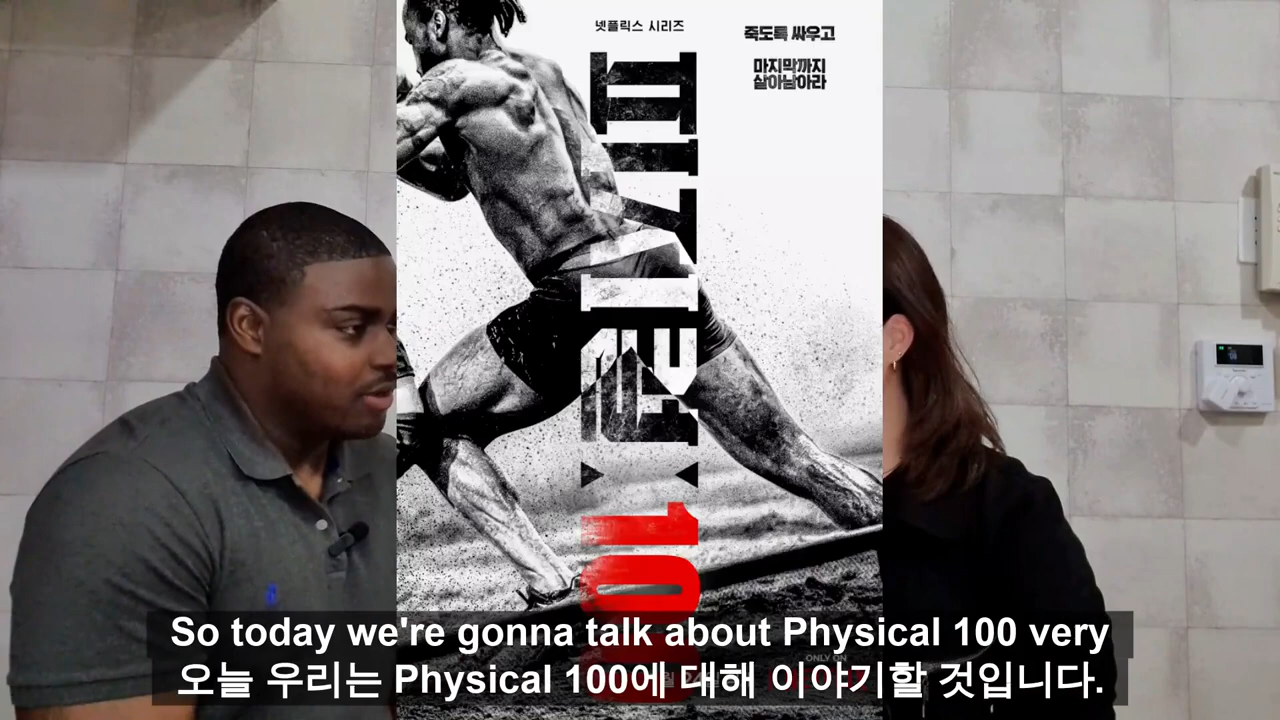 넷플릭스 시리즈
죽도록 싸우고
마지막까지
살아남아라
피지컬:100
ONLY ON
So today we're gonna talk about Physical 100 very
오늘 우리는 Physical 100에 대해 이야기할 것입니다.